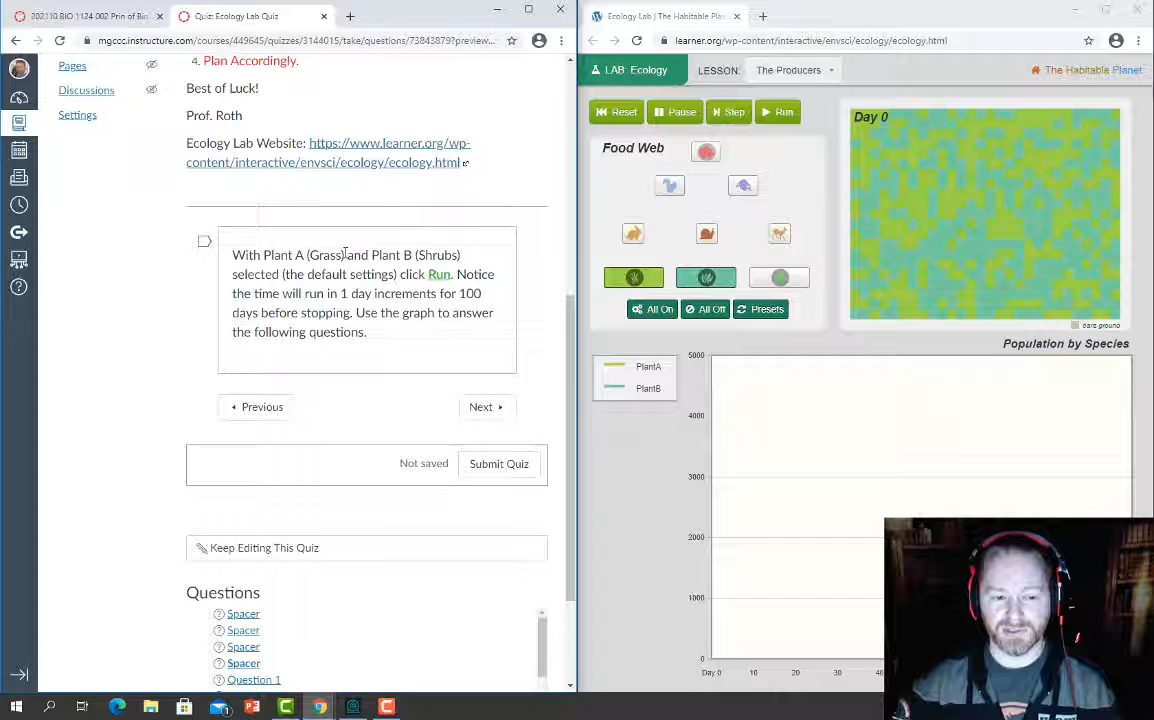 202110 BIO 1124 002 Prin of Bi
Quiz: Ecology Lab Quiz
mgccc.instructure.com/courses/449645/quizzes/3144015/take/questions/73843879?preview...
Pages
Discussions
Settings
4. Plan Accordingly.
Best of Luck!
Prof. Roth
Ecology Lab Website: https://www.learner.org/wp-
content/interactive/envsci/ecology/ecology.html
With Plant A (Grass) and Plant B (Shrubs)
selected (the default settings) click Run. Notice
the time will run in 1 day increments for 100
days before stopping. Use the graph to answer
the following questions.
Previous
Next
Not saved
Submit Quiz
Keep Editing This Quiz
Questions
Spacer
Spacer
Spacer
Spacer
Question 1
Ecology Lab | The Habitable Pla
learner.org/wp-content/interactive/envsci/ecology/ecology.html
LAB: Ecology
LESSON:
The Producers
The Habitable Planet
Reset
Pause
Step
Run
Food Web
All On
All Off
Presets
Day 0
bare ground
Population by Species
PlantA
PlantB
5000
4000
3000
2000
1000
0
Day 0
10
20
30